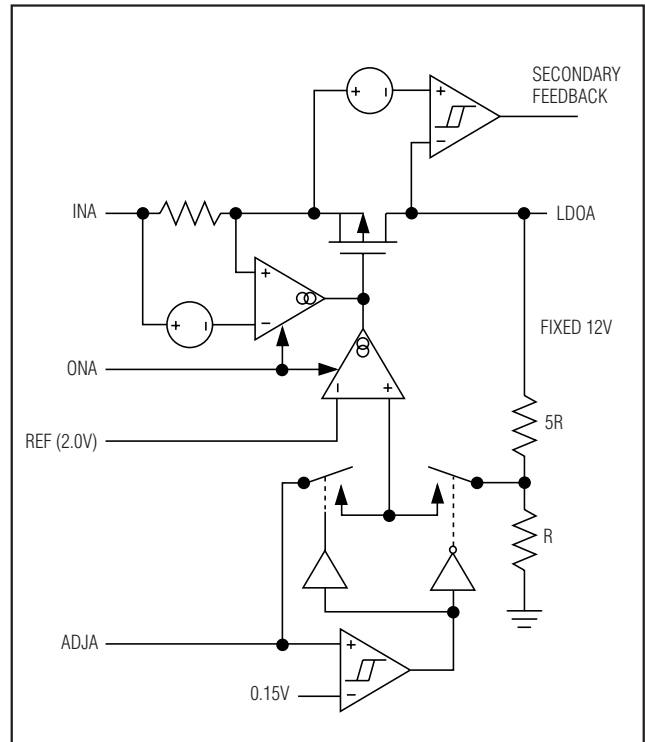 SECONDARY
FEEDBACK
+ –
+
–
INA
LDOA
+
–
+ –
FIXED 12V
ONA
– +
REF (2.0V)
5R
R
ADJA
+
0.15V
–